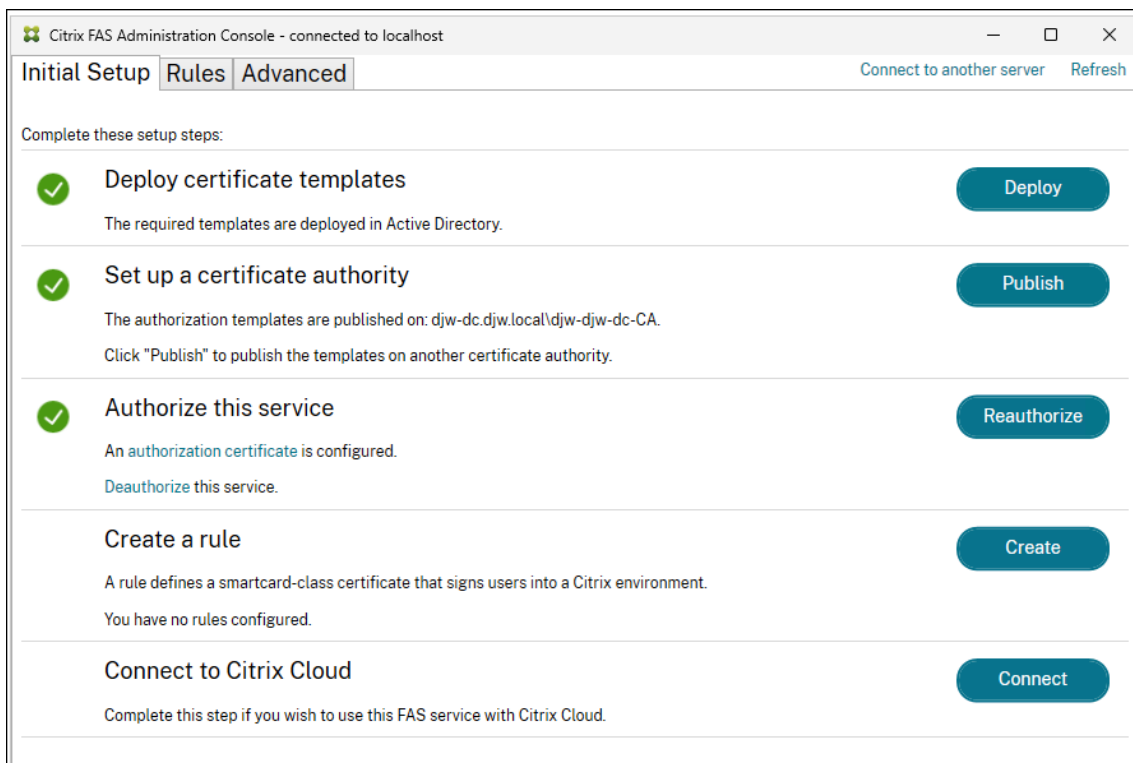 Citrix FAS Administration Console - connected to localhost
Initial Setup Rules Advanced Connect to another server Refresh
Complete these setup steps:
Deploy certificate templates
Deploy
The required templates are deployed in Active Directory.
Set up a certificate authority
Publish
The authorization templates are published on: djw-dc.djw.local\djw-djw-dc-CA.
Click "Publish" to publish the templates on another certificate authority.
Authorize this service
Reauthorize
An authorization certificate is configured.
Deauthorize this service.
Create a rule
Create
A rule defines a smartcard-class certificate that signs users into a Citrix environment.
You have no rules configured.
Connect to Citrix Cloud
Connect
Complete this step if you wish to use this FAS service with Citrix Cloud.